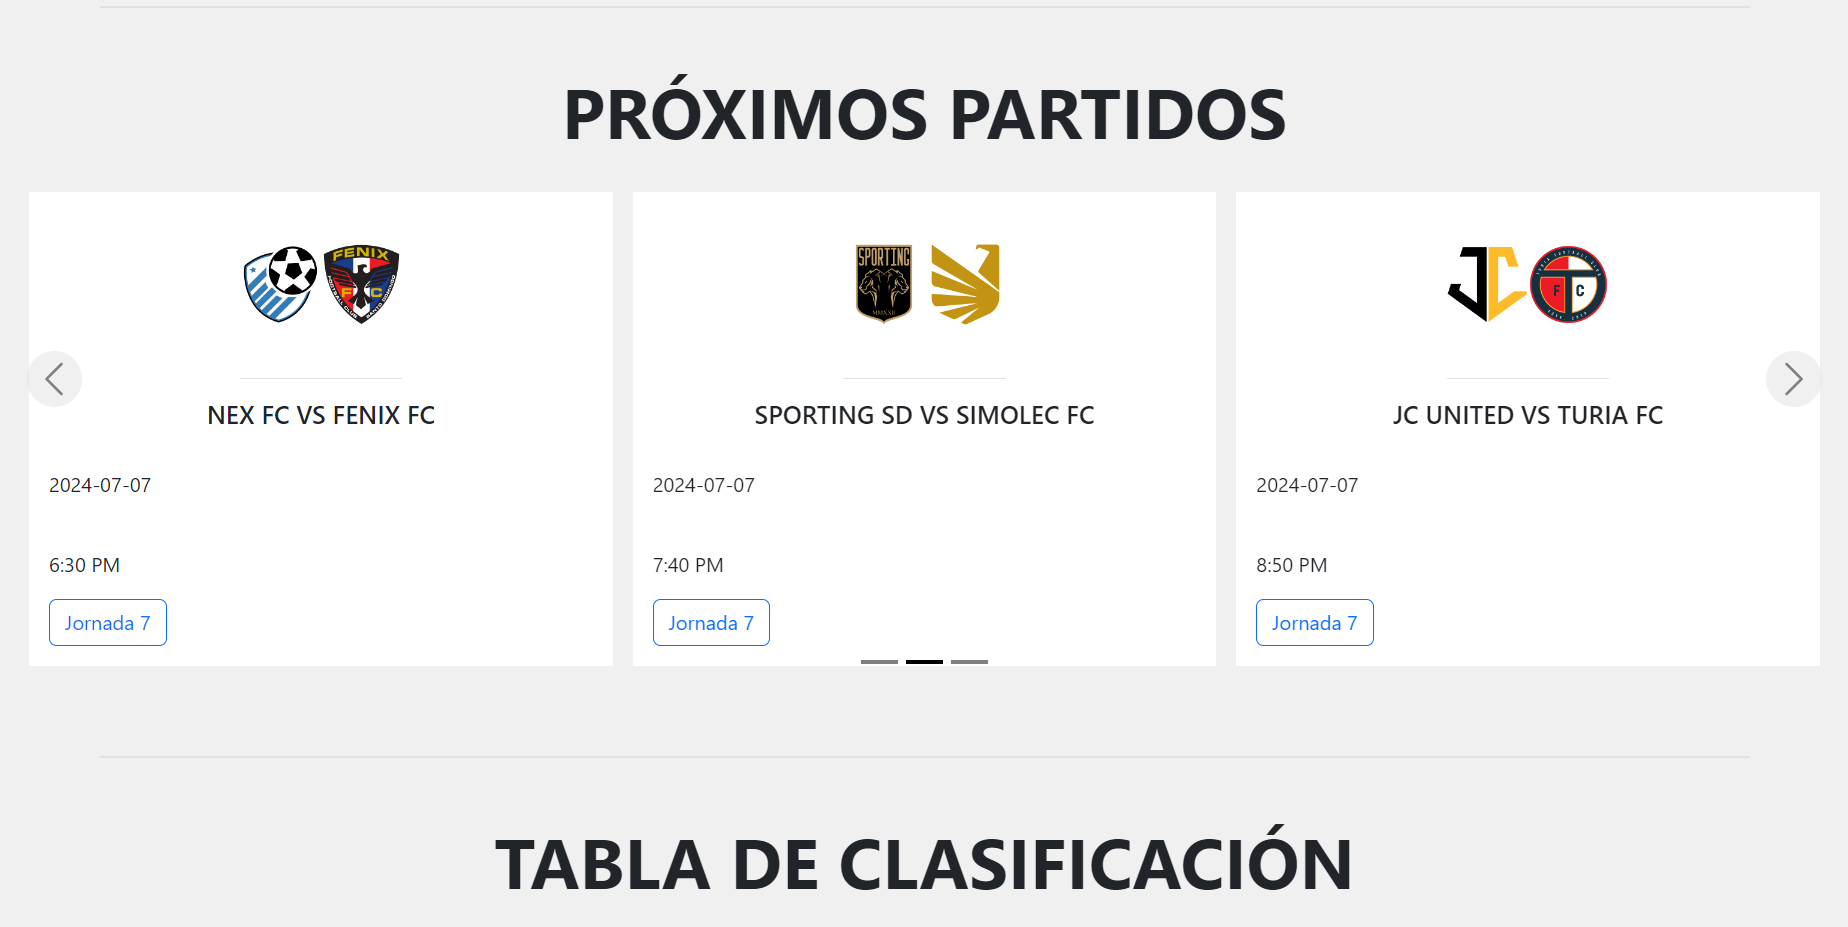 PRÓXIMOS PARTIDOS
FENIX
F C
SPORTING
MMXXII
JC
F C
NEX FC VS FENIX FC
SPORTING SD VS SIMOLEC FC
JC UNITED VS TURIA FC
2024-07-07
2024-07-07
2024-07-07
6:30 PM
7:40 PM
8:50 PM
Jornada 7
Jornada 7
Jornada 7
TABLA DE CLASIFICACIÓN